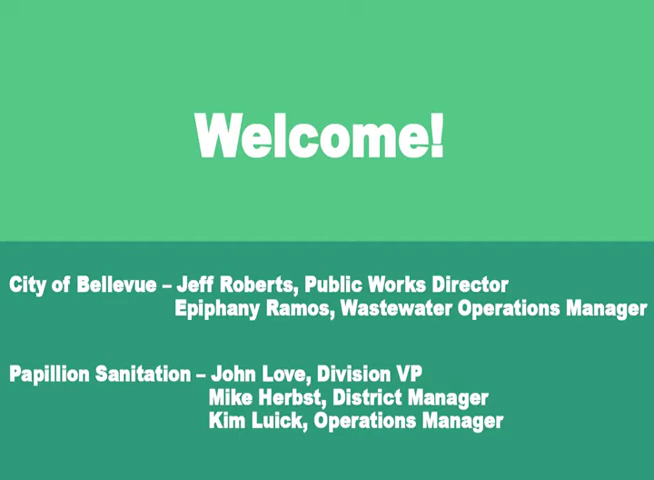 Welcome!
City of Bellevue – Jeff Roberts, Public Works Director
Epiphany Ramos, Wastewater Operations Manager
Papillion Sanitation – John Love, Division VP
Mike Herbst, District Manager
Kim Luick, Operations Manager